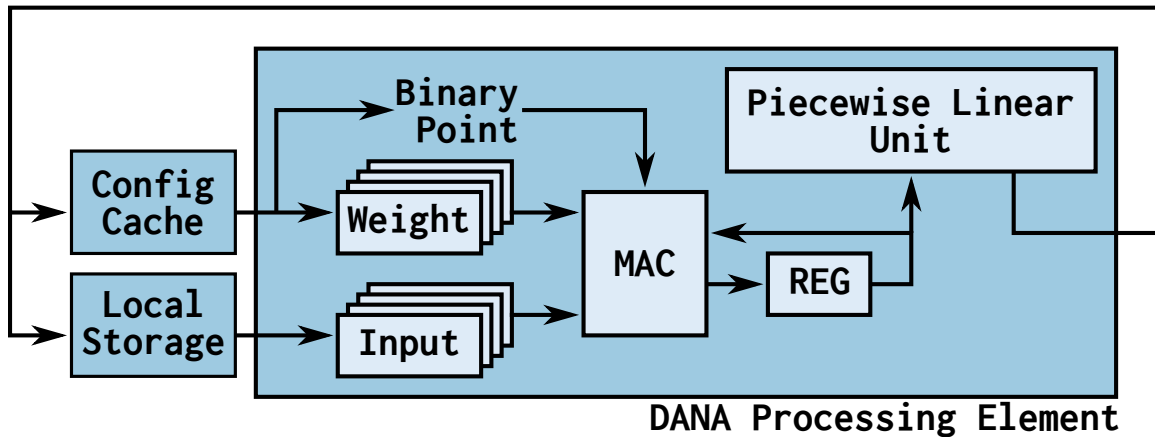 Binary
Point
Piecewise Linear
Unit
Config
Cache
Weight
MAC
REG
Local
Storage
Input
DANA Processing Element